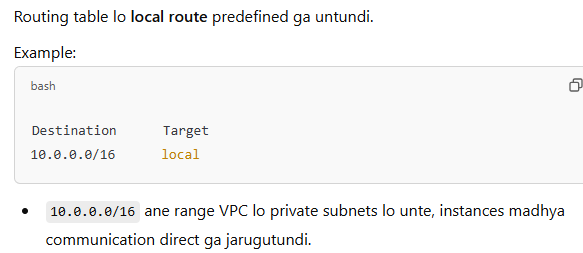 Routing table lo local route predefined ga untundi.
Example:
bash
Destination Target
10.0.0.0/16 local
10.0.0.0/16 ane range VPC lo private subnets lo unte, instances madhya
communication direct ga jarugutundi.